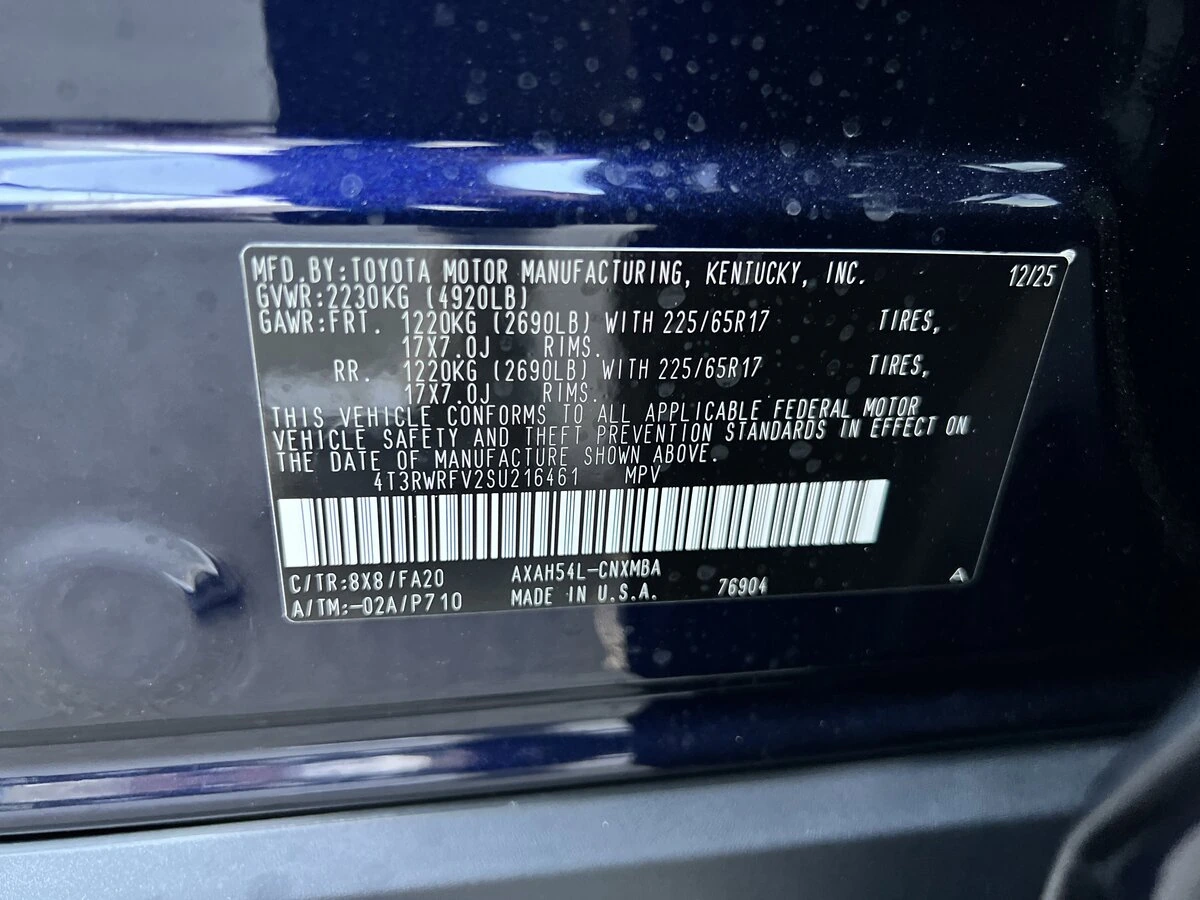 MFD.BY:TOYOTA MOTOR MANUFACTURING, KENTUCKY, INC. 12/25
GVWR:2230KG (4920LB)
GAWR:FRT. 1220KG (2690LB) WITH 225/65R17 TIRES,
17X7.0J RIMS.
RR. 1220KG (2690LB) WITH 225/65R17 TIRES,
17X7.0J RIMS.
THIS VEHICLE CONFORMS TO ALL APPLICABLE FEDERAL MOTOR
VEHICLE SAFETY AND THEFT PREVENTION STANDARDS IN EFFECT ON
THE DATE OF MANUFACTURE SHOWN ABOVE.
4T3RWRFV2SU216461 MPV
C/TR:8X8/FA20 AXAH54L-CNXMBA
A/TM:-02A/P710 MADE IN U.S.A. 76904 A